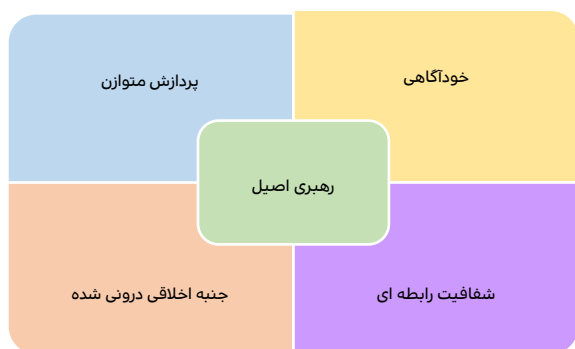 خودآگاهی
پردازش متوازن
رهبری اصیل
شفافیت رابطه ای
جنبه اخلاقی درونی شده